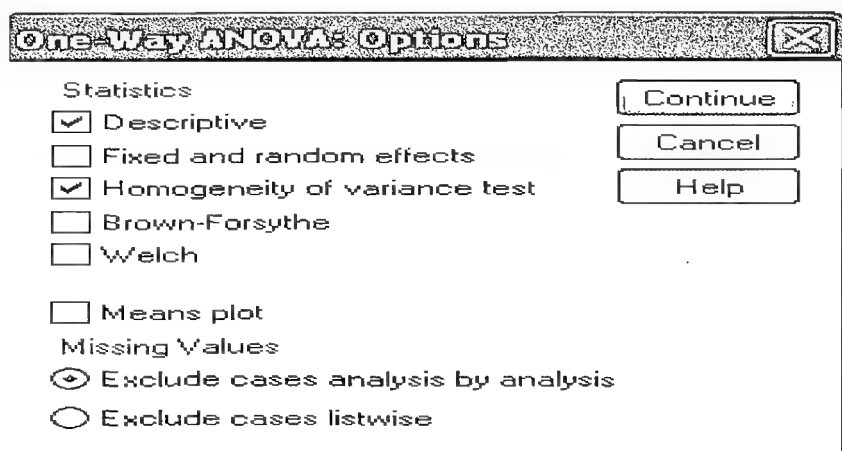 One-Way ANOVA: Options
Statistics
Descriptive
Fixed and random effects
Homogeneity of variance test
Brown-Forsythe
Welch
Means plot
Missing Values
Exclude cases analysis by analysis
Exclude cases listwise
Continue
Cancel
Help